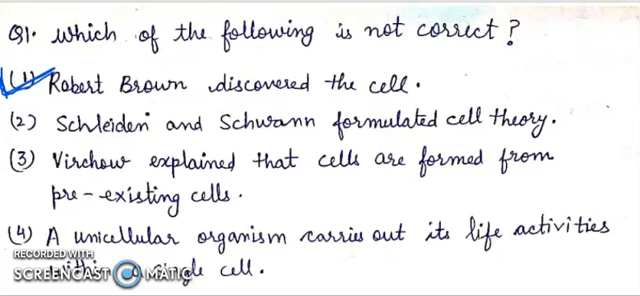 Q1. Which of the following is not correct?
(1) Robert Brown discovered the cell.
(2) Schleiden and Schwann formulated cell theory.
(3) Virchow explained that cells are formed from
pre-existing cells.
(4) A unicellular organism carries out its life activities
within a single cell.
RECORDED WITH
SCREENCAST MATIC